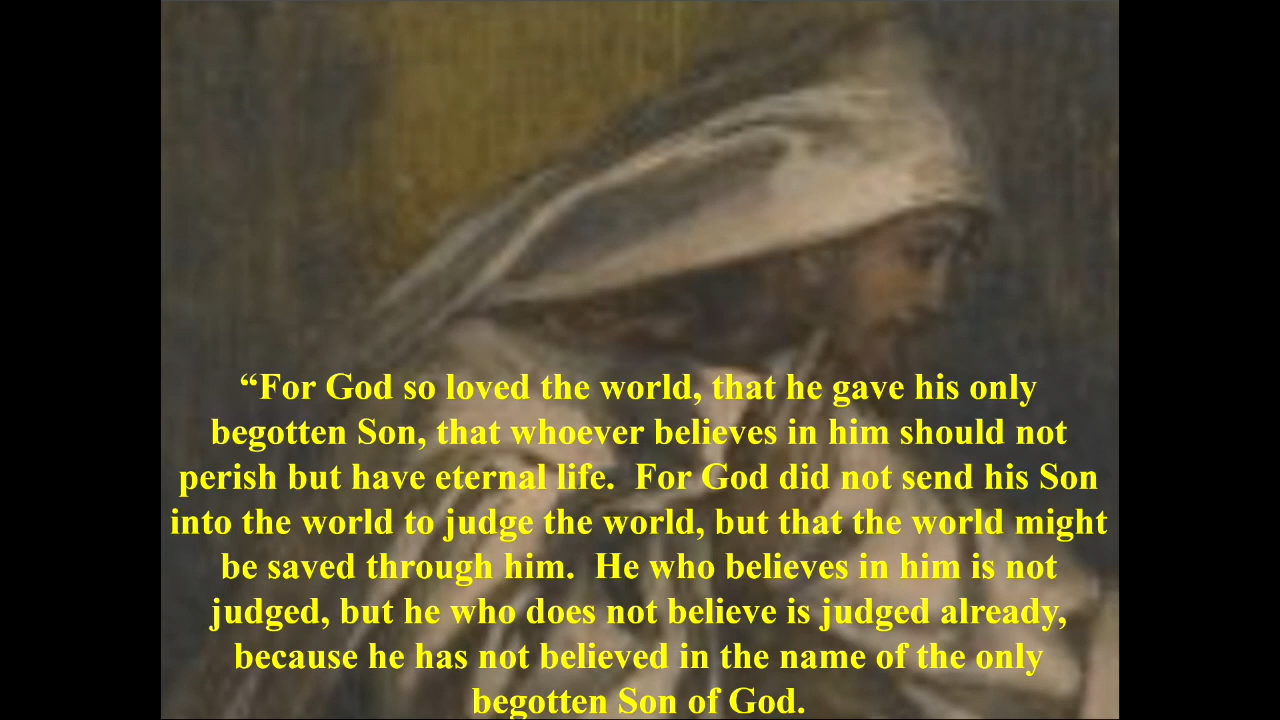 “For God so loved the world, that he gave his only
begotten Son, that whoever believes in him should not
perish but have eternal life.  For God did not send his Son
into the world to judge the world, but that the world might
be saved through him.  He who believes in him is not
judged, but he who does not believe is judged already,
because he has not believed in the name of the only
begotten Son of God.